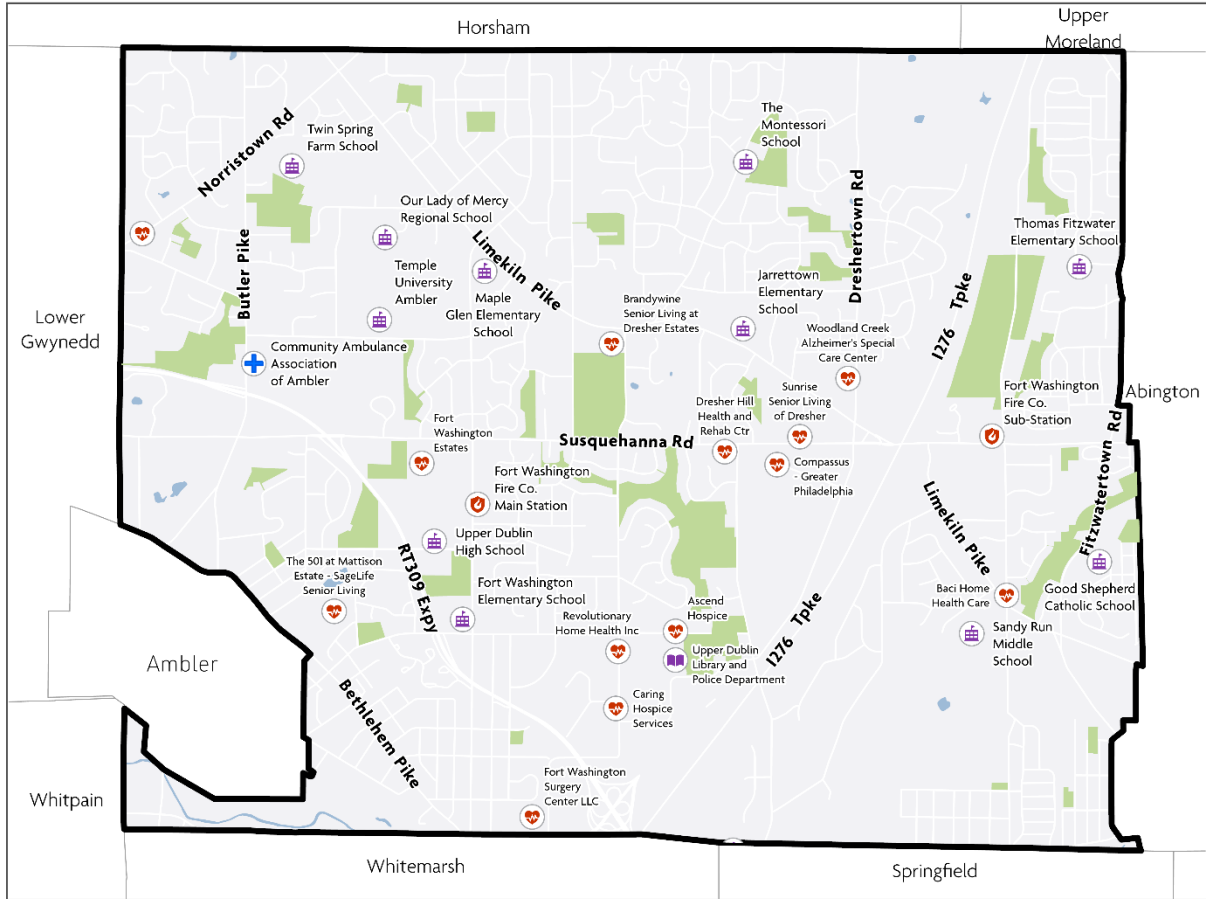 Horsham
Upper
Moreland
Norristown Rd
Twin Spring
Farm School
The
Montessori
School
Our Lady of Mercy
Regional School
Butler Pike
Limekiln Pike
Dreshertown Rd
Thomas Fitzwater
Elementary School
Temple
University
Ambler
Maple
Glen Elementary
School
Jarrettown
Elementary
School
I276 Tpke
Brandywine
Senior Living at
Dresher Estates
Lower
Gwynedd
Woodland Creek
Alzheimer's Special
Care Center
Community Ambulance
Association
of Ambler
Abington
Fort Washington
Fire Co.
Sub-Station
Dresher Hill
Health and
Rehab Ctr
Sunrise
Senior Living
of Dresher
Fort
Washington
Estates
Susquehanna Rd
Compassus
- Greater
Philadelphia
Fitzwatertown Rd
Fort Washington
Fire Co.
Main Station
Limekiln Pike
Upper Dublin
High School
RT309 Expy
The 501 at Mattison
Estate - SageLife
Senior Living
Fort Washington
Elementary School
Baci Home
Health Care
Good Shepherd
Catholic School
Revolutionary
Home Health Inc
Ascend
Hospice
I276 Tpke
Sandy Run
Middle
School
Ambler
Upper Dublin
Library and
Police Department
Bethlehem Pike
Caring
Hospice
Services
Fort Washington
Surgery
Center LLC
Whitpain
Whitemarsh
Springfield